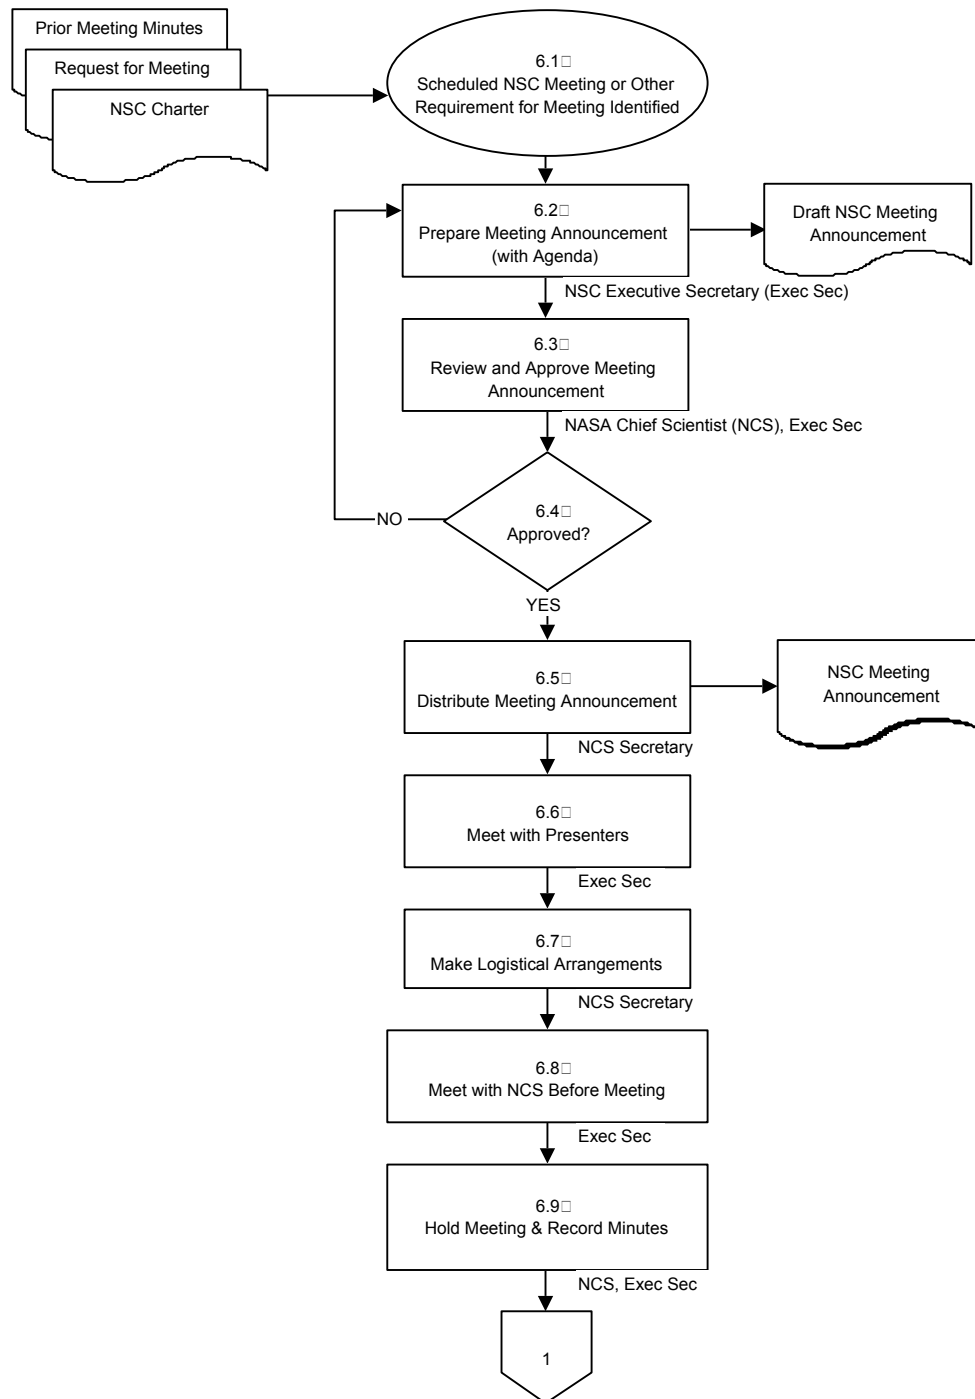 Prior Meeting Minutes
Request for Meeting
NSC Charter
6.1□
Scheduled NSC Meeting or Other
Requirement for Meeting Identified
6.2□
Prepare Meeting Announcement
(with Agenda)
Draft NSC Meeting
Announcement
NSC Executive Secretary (Exec Sec)
6.3□
Review and Approve Meeting
Announcement
NASA Chief Scientist (NCS), Exec Sec
6.4□
Approved?
NO
YES
6.5□
Distribute Meeting Announcement
NSC Meeting
Announcement
NCS Secretary
6.6□
Meet with Presenters
Exec Sec
6.7□
Make Logistical Arrangements
NCS Secretary
6.8□
Meet with NCS Before Meeting
Exec Sec
6.9□
Hold Meeting & Record Minutes
NCS, Exec Sec
1